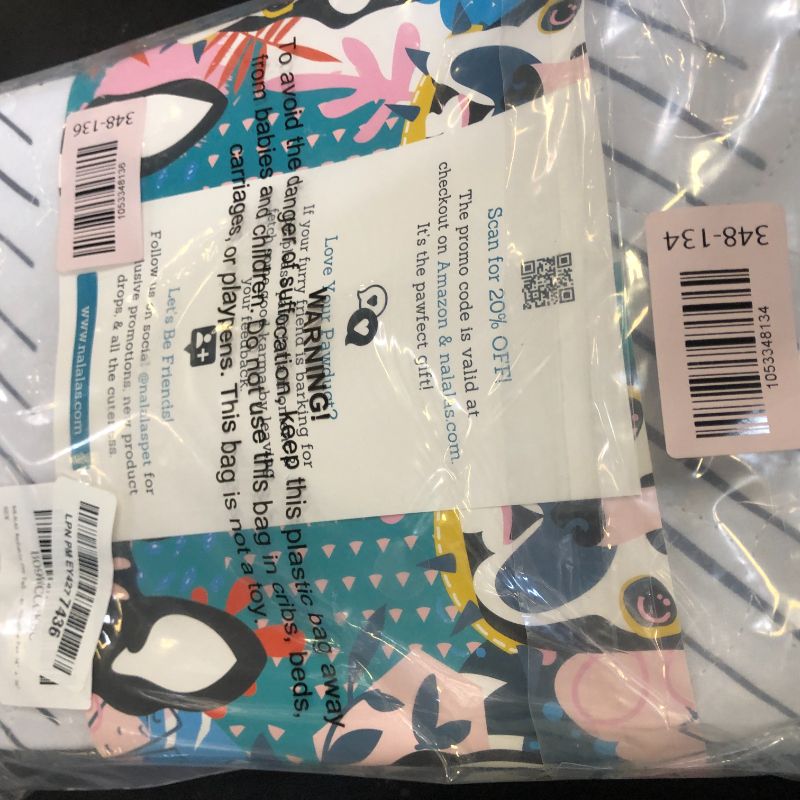 348-136
1053348136
348-134
1053348134
Scan for 20% OFF!
The promo code is valid at
checkout on Amazon & nalalas.com.
It's the pawfect gift!
Love Your Pawduct?
If your furry friend is barking for
your feedback
Let's Be Friends!
Follow us on social @nalalaspet for
promotions, new product
drops, & all the cuteness.
www.nalalas.com
WARNING!
To avoid the danger of suffocation, keep this plastic bag away
from babies and children. Do not use this bag in cribs, beds,
carriages, or playpens. This bag is not a toy.
LPN PM EY427 7436